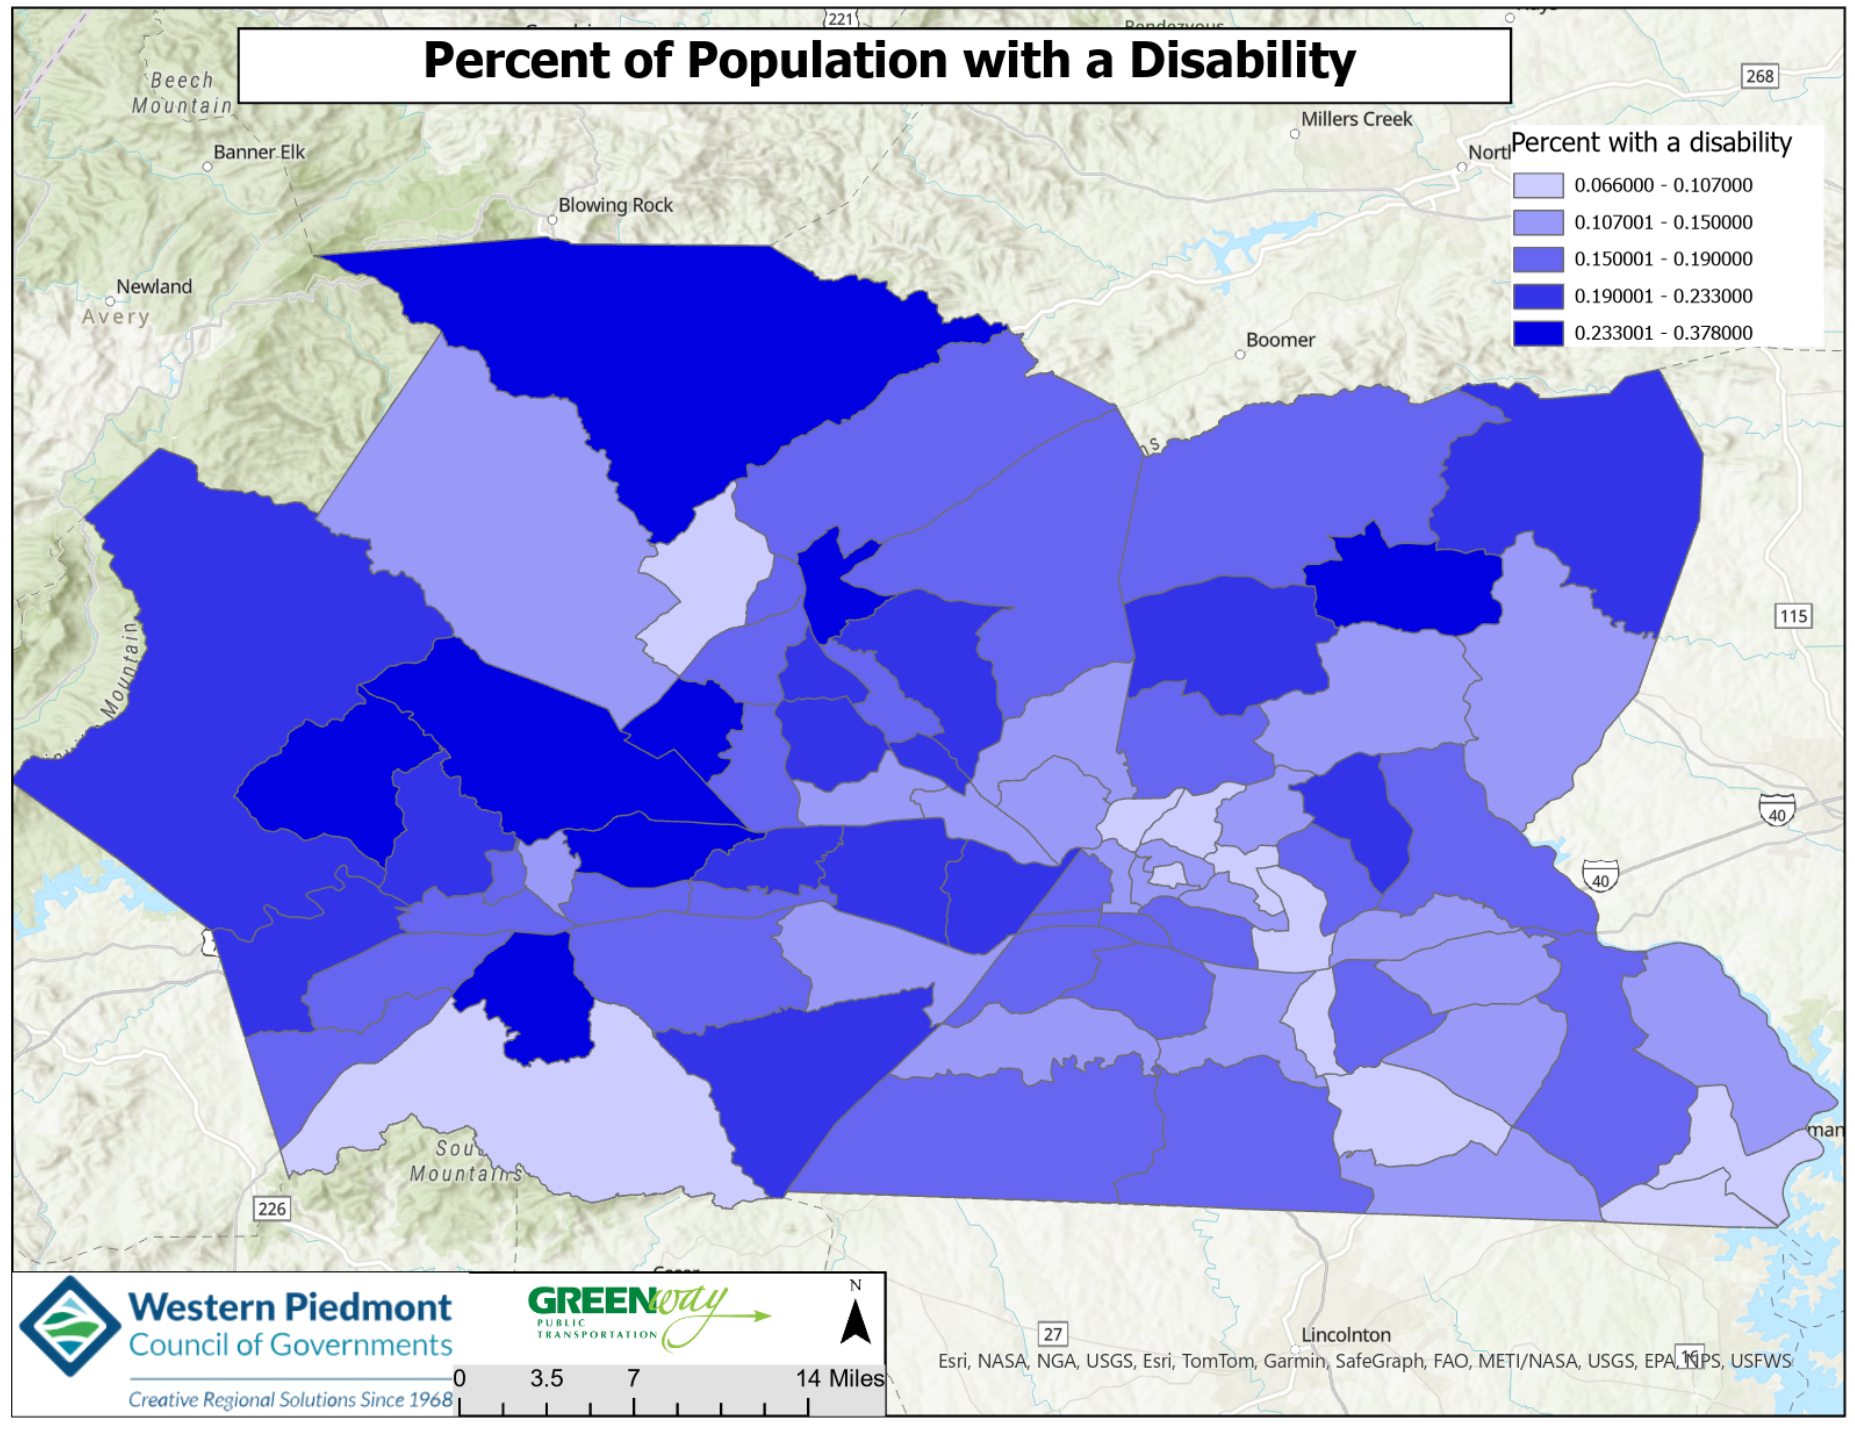 221
Rendezvous
Percent of Population with a Disability
Beech
Mountain
268
Millers Creek
Banner Elk
Percent with a disability
0.066000 - 0.107000
0.107001 - 0.150000
0.150001 - 0.190000
0.190001 - 0.233000
0.233001 - 0.378000
Blowing Rock
Newland
Avery
Boomer
115
Mountain
40
40
South
Mountains
226
Western Piedmont
Council of Governments
Creative Regional Solutions Since 1968
GREENway
PUBLIC
TRANSPORTATION
N
0 3.5 7 14 Miles
27
Lincolnton
16
Esri, NASA, NGA, USGS, Esri, TomTom, Garmin, SafeGraph, FAO, METI/NASA, USGS, EPA, NPS, USFWS